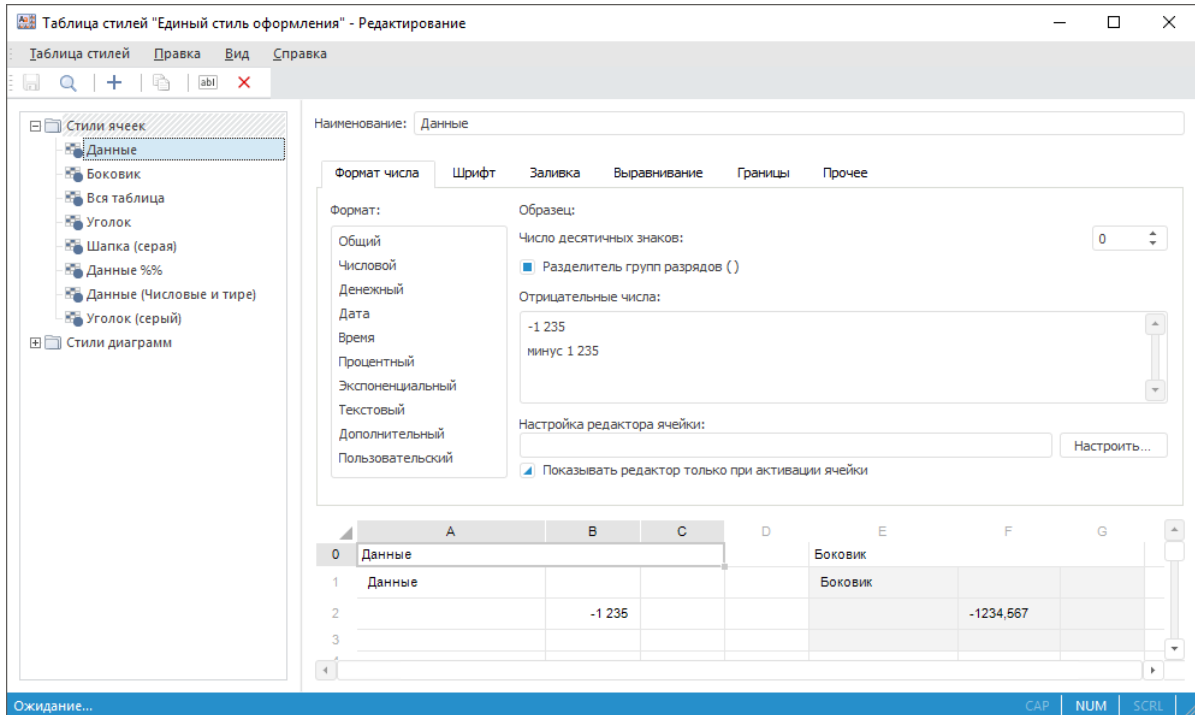 Таблица стилей "Единый стиль оформления" - Редактирование
Таблица стилей Правка Вид Справка
abI
Стили ячеек
Данные
Боковик
Вся таблица
Уголок
Шапка (серая)
Данные %%
Данные (Числовые и тире)
Уголок (серый)
Стили диаграмм
Наименование: Данные
Формат числа Шрифт Заливка Выравнивание Границы Прочее
Формат:
Общий
Числовой
Денежный
Дата
Время
Процентный
Экспоненциальный
Текстовый
Дополнительный
Пользовательский
Образец:
Число десятичных знаков: 0
Разделитель групп разрядов ( )
Отрицательные числа:
-1 235
минус 1 235
Настройка редактора ячейки:
Настроить...
Показывать редактор только при активации ячейки
A B C D E F G
0 Данные Боковик
1 Данные Боковик
2 -1 235 -1234,567
3
Ожидание... CAP NUM SCRL